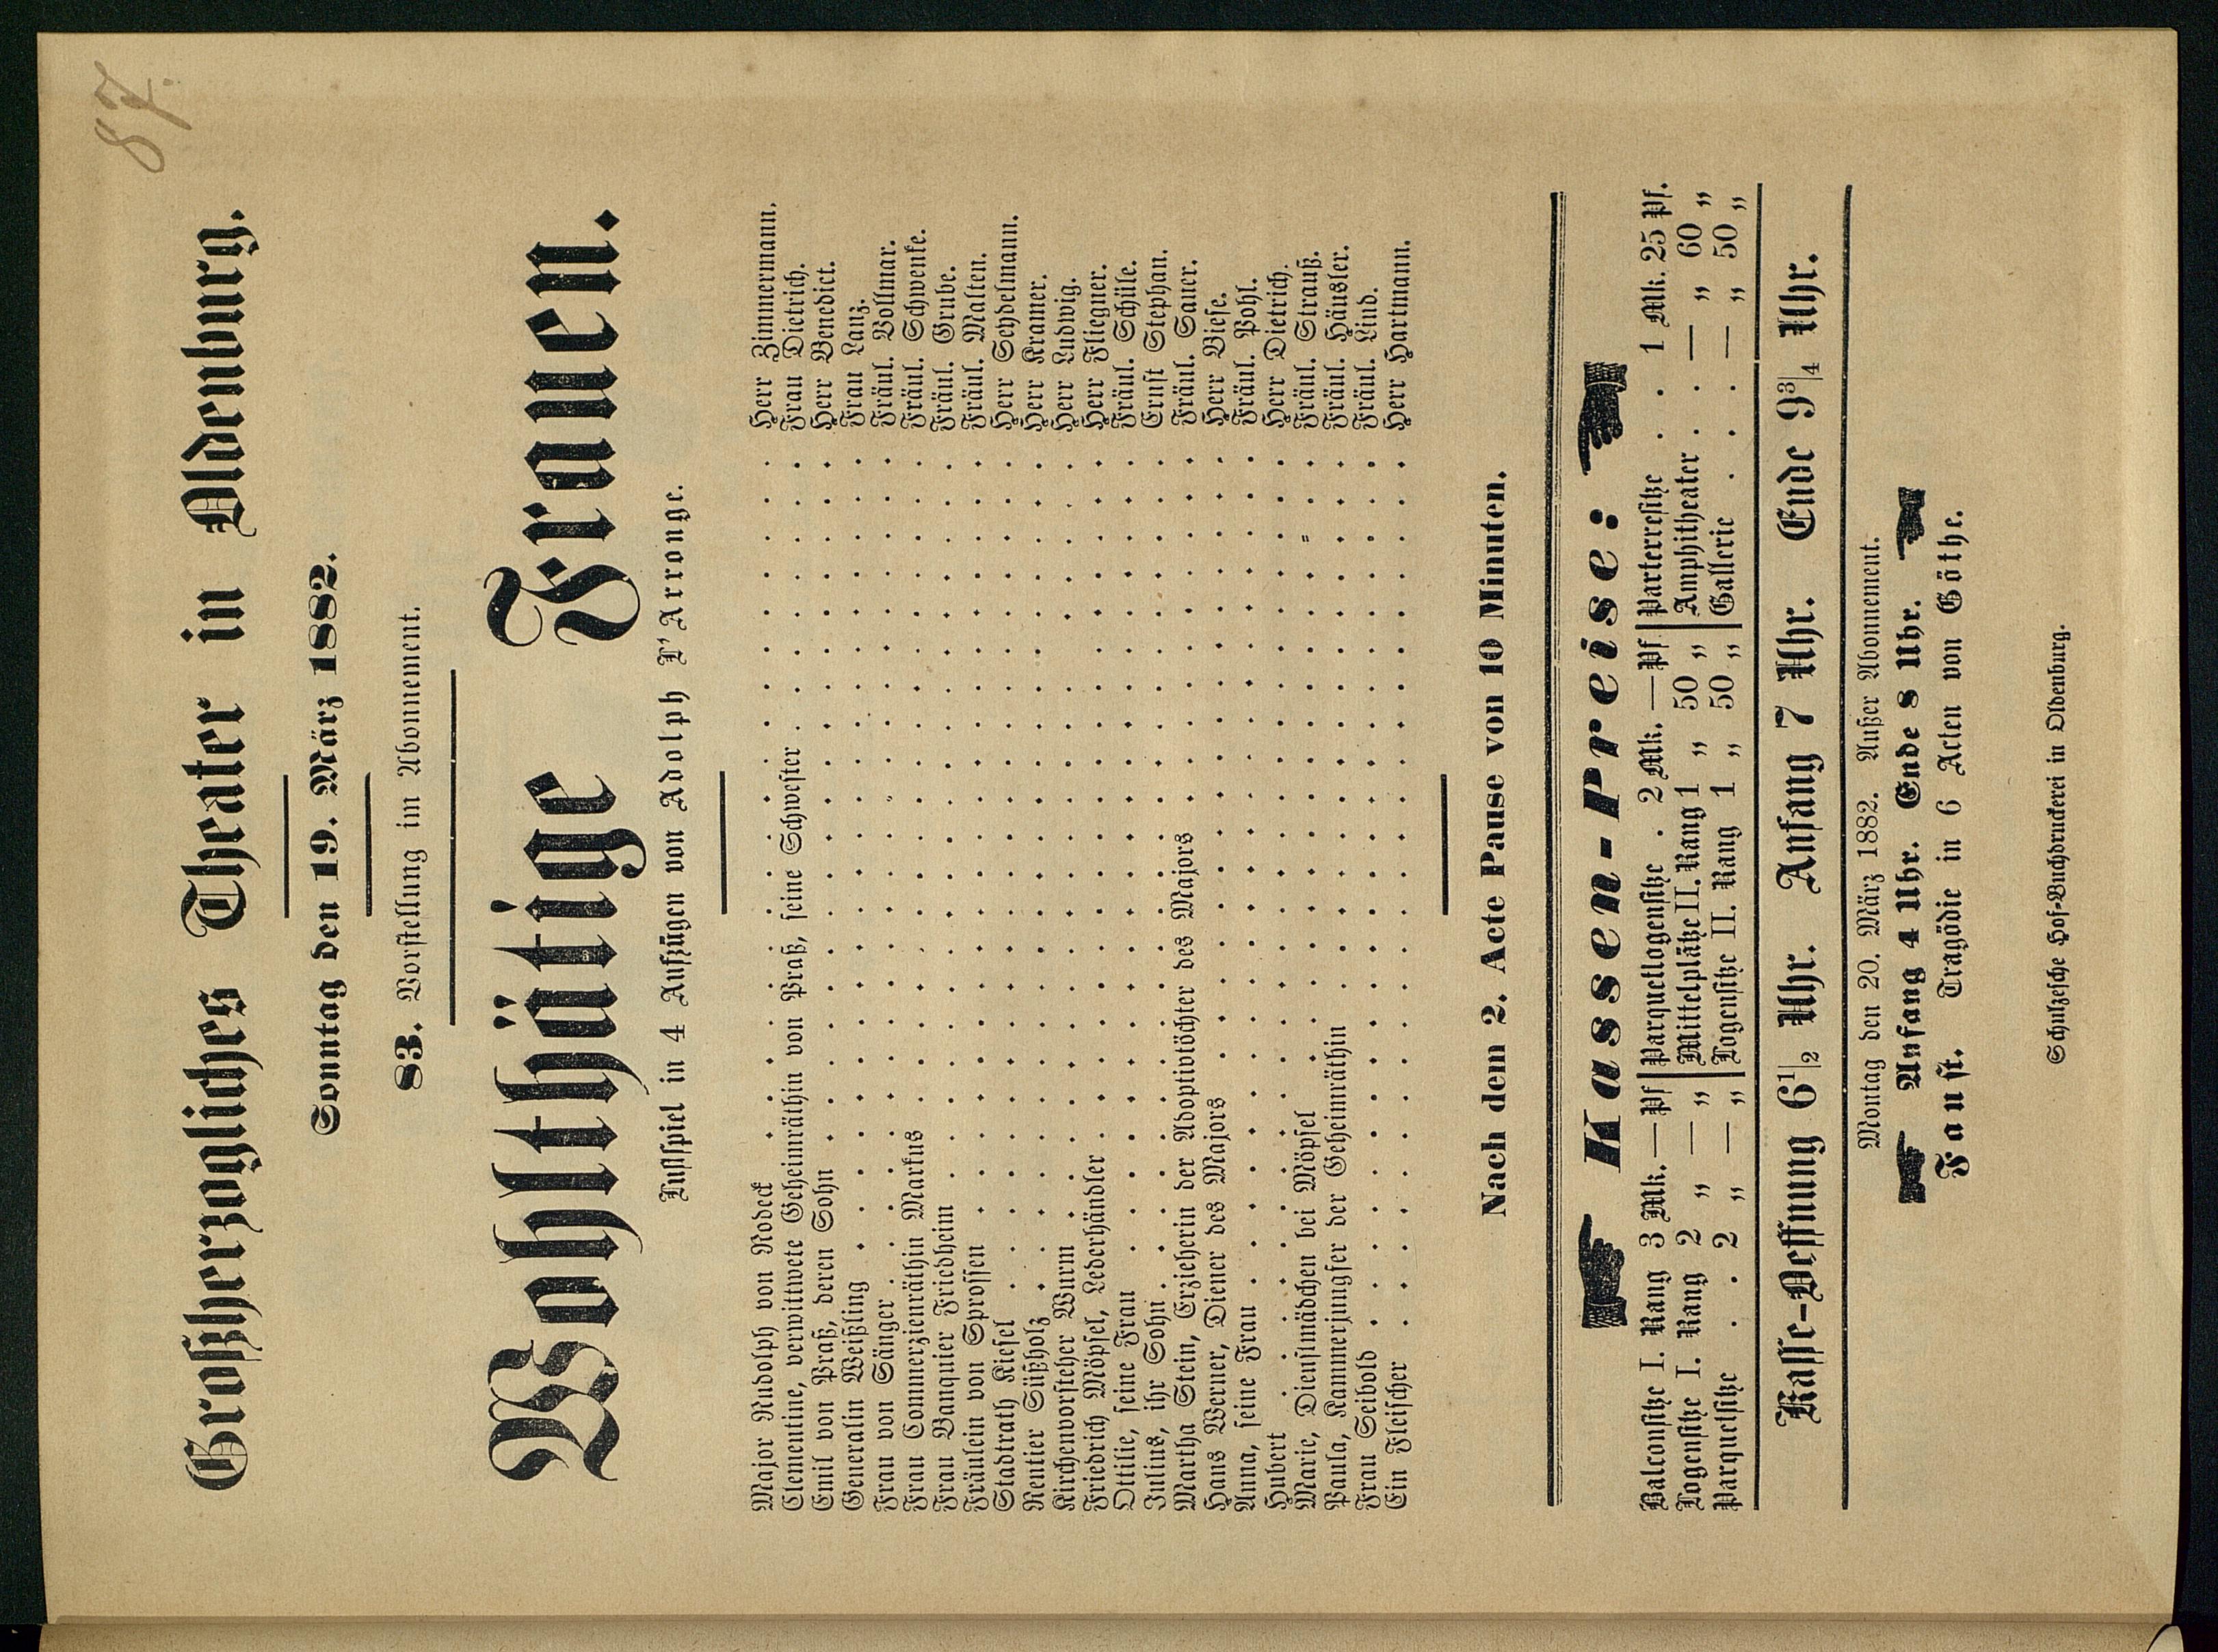 87.
Großherzogliches Theater in Oldenburg.
Sonntag den 19. März 1882.
83. Vorstellung im Abonnement.
Wohlthätige Frauen.
Lustspiel in 4 Aufzügen von Adolph L'Arronge.
Major Rudolph von Rodeck . . . . . . . . . . Herr Zimmermann.
Clementine, verwittwete Geheimräthin von Praß, seine Schwester . . . . . . . . Frau Dietrich.
Emil von Praß, deren Sohn . . . . . . . . . . Herr Benedict.
Generalin Weißling . . . . . . . . . . Frau Lanz.
Frau von Sänger . . . . . . . . . . Fräul. Vollmar.
Frau Commerzienräthin Markus . . . . . . . . . . Fräul. Schwenke.
Frau Banquier Friedheim . . . . . . . . . . Fräul. Grube.
Fräulein von Sprossen . . . . . . . . . . Fräul. Malten.
Stadtrath Kiesel . . . . . . . . . . Herr Seydelmann.
Rentier Süßholz . . . . . . . . . . Herr Kramer.
Kirchenvorsteher Wurm . . . . . . . . . . Herr Ludwig.
Friedrich Möpsel, Lederhändler . . . . . . . . . . Herr Fliegner.
Ottilie, seine Frau . . . . . . . . . . Fräul. Schüle.
Julius, ihr Sohn . . . . . . . . . . Ernst Stephan.
Martha Stein, Erzieherin der Adoptivtöchter des Majors . . . . . . . . . . Fräul. Sauer.
Hans Werner, Diener des Majors . . . . . . . . . . Herr Biese.
Anna, seine Frau . . . . . . . . . . Fräul. Pohl.
Hubert . . . . . . . . . . Herr Dietrich.
Marie, Dienstmädchen bei Möpsel . . . . . . . . . . Fräul. Strauß.
Paula, Kammerjungfer der Geheimräthin . . . . . . . . . . Fräul. Häusler.
Frau Seibold . . . . . . . . . . Fräul. Lind.
Ein Fleischer . . . . . . . . . . Herr Hartmann.
Nach dem 2. Acte Pause von 10 Minuten.
Kassen-Preise:
Balconsitze I. Rang 3 Mk. — Pf. Parquetlogensitze . 2 Mk. — Pf. Parterresitze . . . 1 Mk. 25 Pf.
Logensitze I. Rang 2 „ — „ Mittelplätze II. Rang 1 „ 50 „ Amphitheater . . — „ 60 „
Parquetsitze . . 2 „ — „ Logensitze II. Rang 1 „ 50 „ Gallerie . . . . — „ 50 „
Kasse-Oeffnung 6 1/2 Uhr. Anfang 7 Uhr. Ende 9 3/4 Uhr.
Montag den 20. März 1882. Außer Abonnement.
Anfang 4 Uhr. Ende 8 Uhr.
Faust. Tragödie in 6 Acten von Göthe.
Schulzesche Hof-Buchdruckerei in Oldenburg.